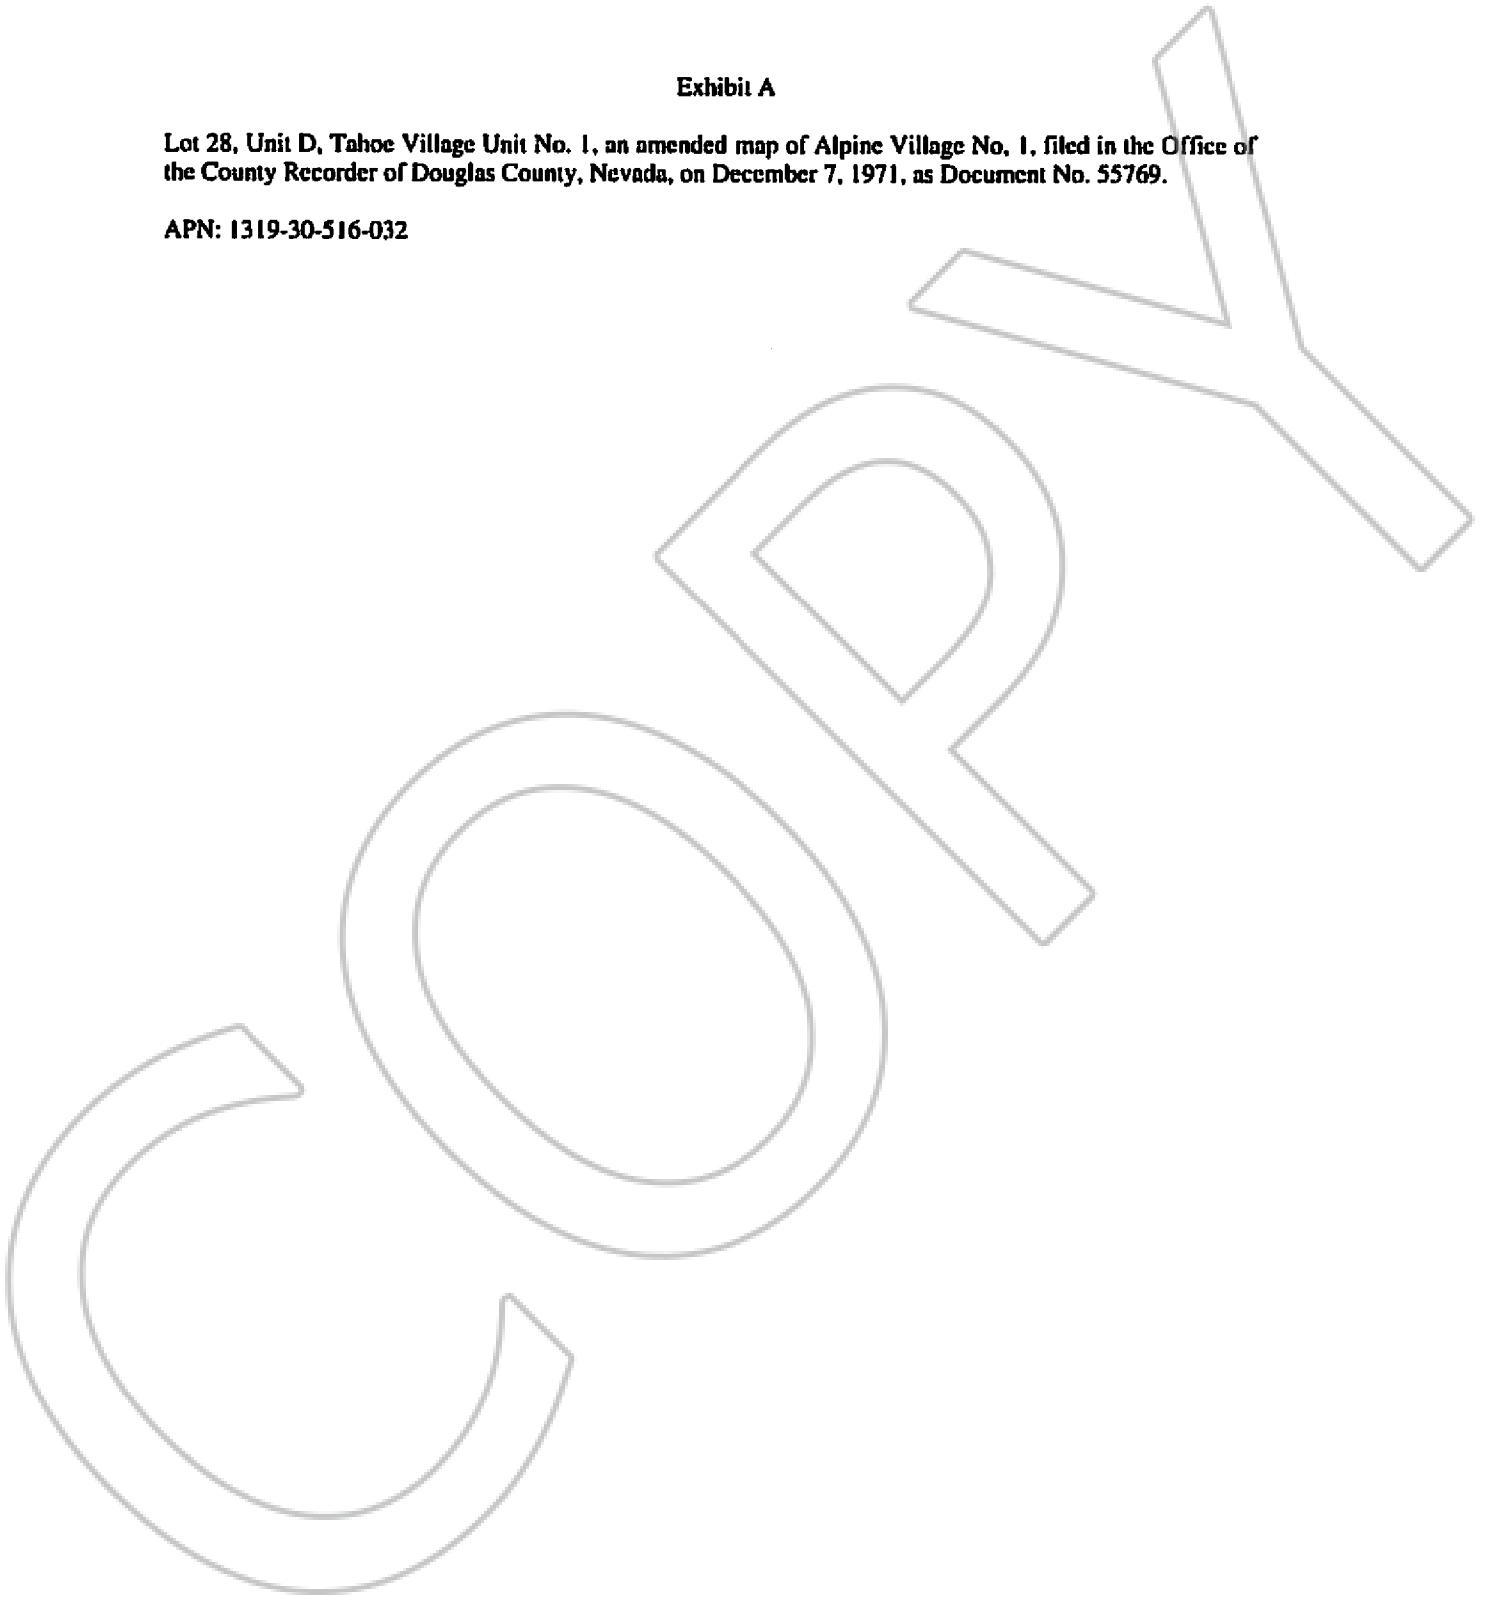 Exhibit A
Lot 28, Unit D, Tahoe Village Unit No. 1, an amended map of Alpine Village No. 1, filed in the Office of
the County Recorder of Douglas County, Nevada, on December 7, 1971, as Document No. 55769.
APN: 1319-30-516-032
COPY